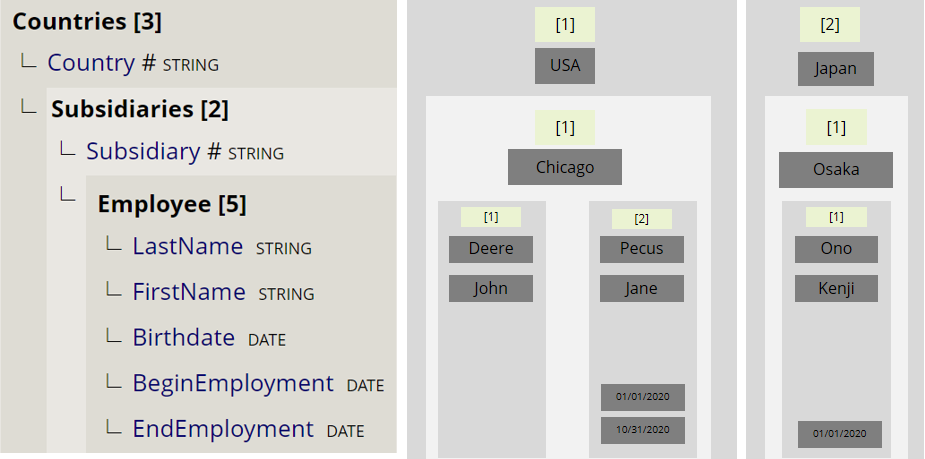 Countries [3]
Country # STRING
Subsidiaries [2]
Subsidiary # STRING
Employee [5]
LastName STRING
FirstName STRING
Birthdate DATE
BeginEmployment DATE
EndEmployment DATE
[1]
USA
[1]
Chicago
[1]
Deere
John
[2]
Pecus
Jane
01/01/2020
10/31/2020
[2]
Japan
[1]
Osaka
[1]
Ono
Kenji
01/01/2020